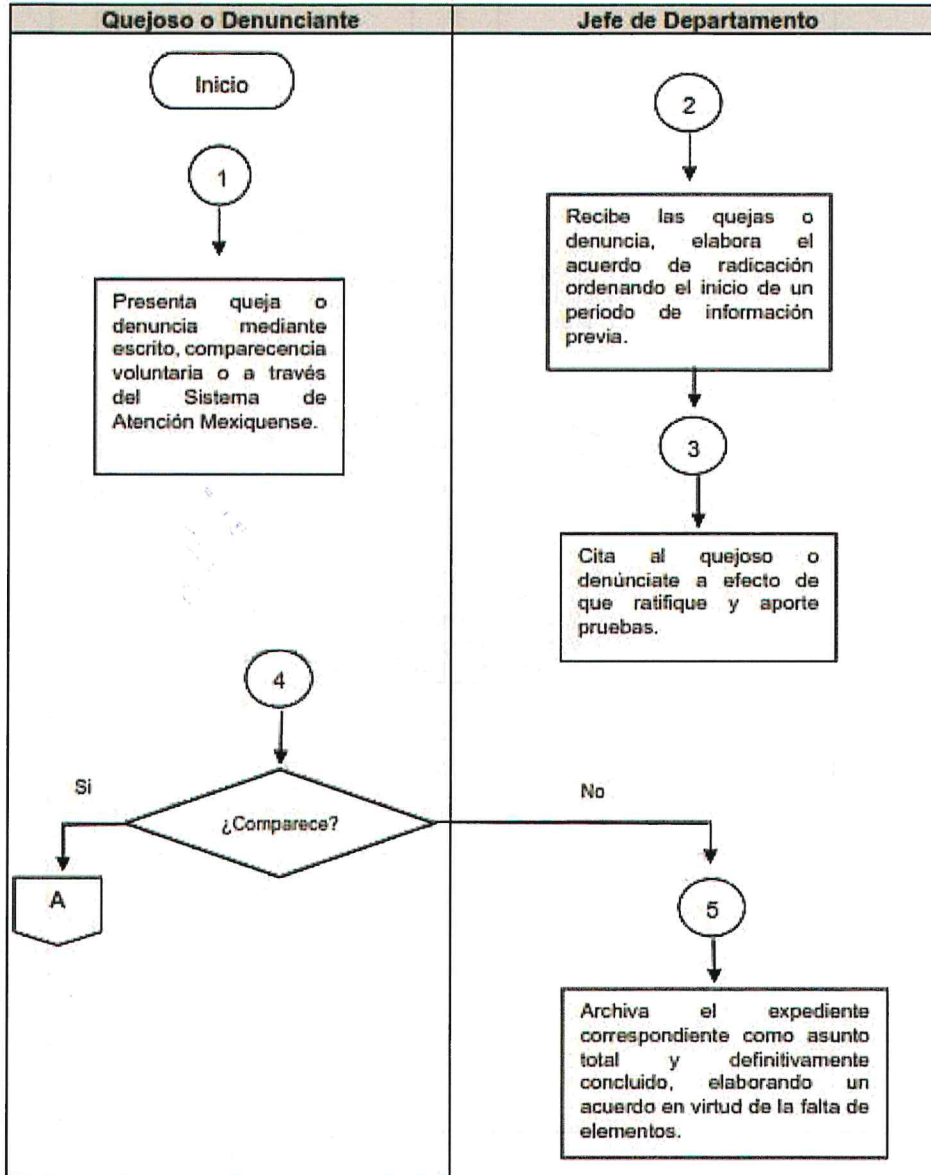 Quejoso o Denunciante
Jefe de Departamento
Inicio
1
Presenta queja o
denuncia mediante
escrito, comparecencia
voluntaria o a través
del Sistema de
Atención Mexiquense.
2
Recibe las quejas o
denuncia, elabora el
acuerdo de radicación
ordenando el inicio de un
periodo de información
previa.
3
Cita al quejoso o
denúnciate a efecto de
que ratifique y aporte
pruebas.
4
¿Comparece?
Si
A
No
5
Archiva el expediente
correspondiente como asunto
total y definitivamente
concluido, elaborando un
acuerdo en virtud de la falta de
elementos.